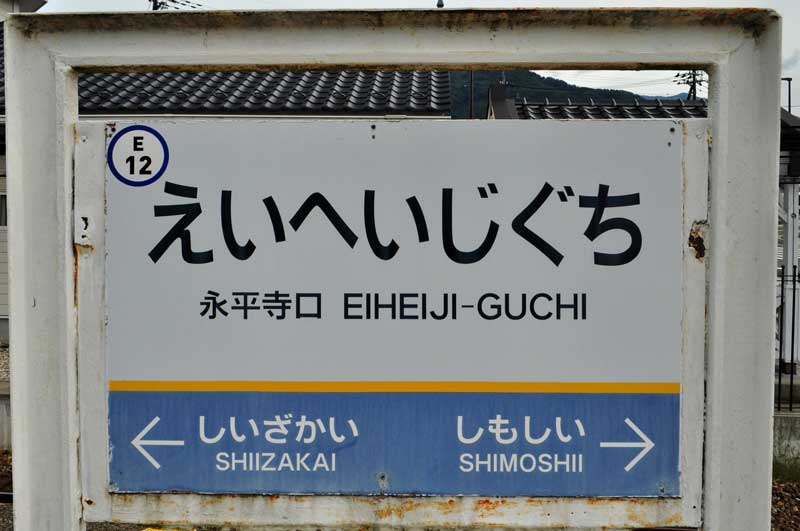 E
12
えいへいじぐち
永平寺口 EIHEIJI-GUCHI
← しいざかい しもしい →
SHIIZAKAI SHIMOSHII